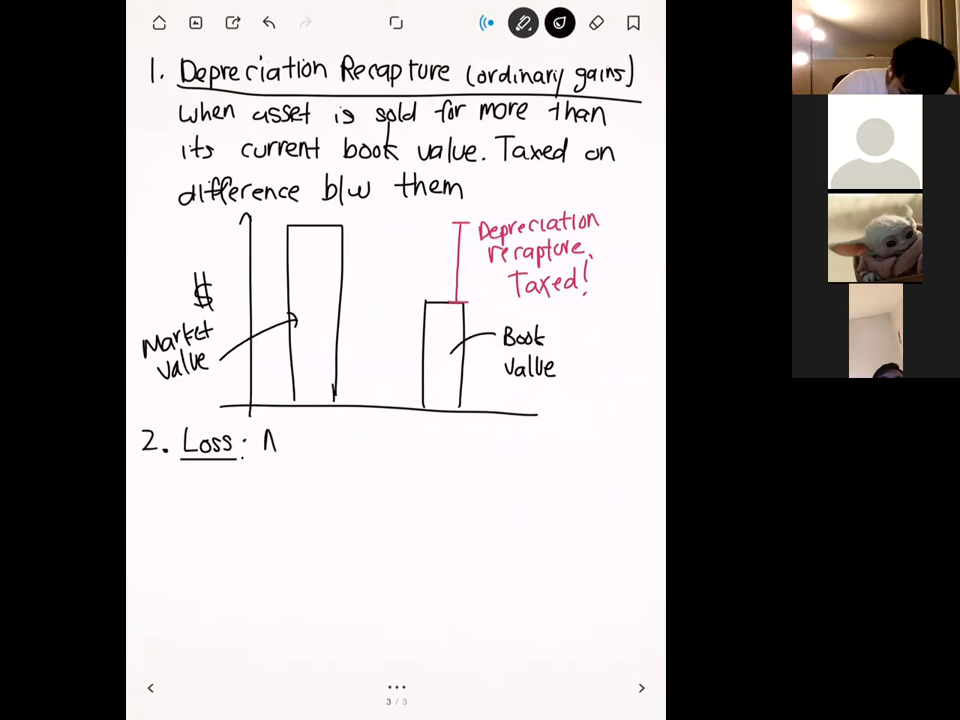 1. Depreciation Recapture (ordinary gains)
When asset is sold for more than
its current book value. Taxed on
difference b/w them
Depreciation
recapture.
Taxed!
$
Market
value
Book
value
2. Loss: M
3 / 3